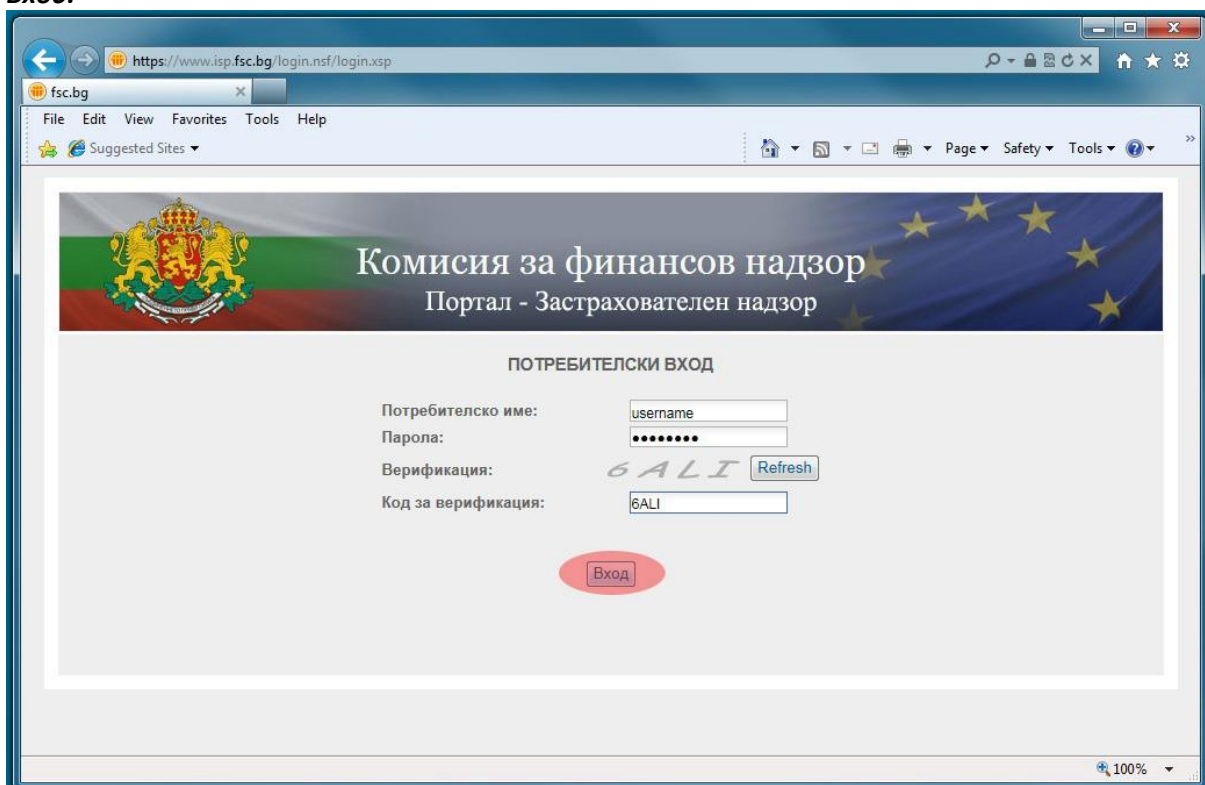 Вход.
https://www.isp.fsc.bg/login.nsf/login.xsp
fsc.bg
File Edit View Favorites Tools Help
Suggested Sites
Page Safety Tools
Комисия за финансов надзор
Портал - Застрахователен надзор
ПОТРЕБИТЕЛСКИ ВХОД
Потребителско име: username
Парола: ••••••••
Верификация: 6ALI Refresh
Код за верификация: 6ALI
Вход
100%